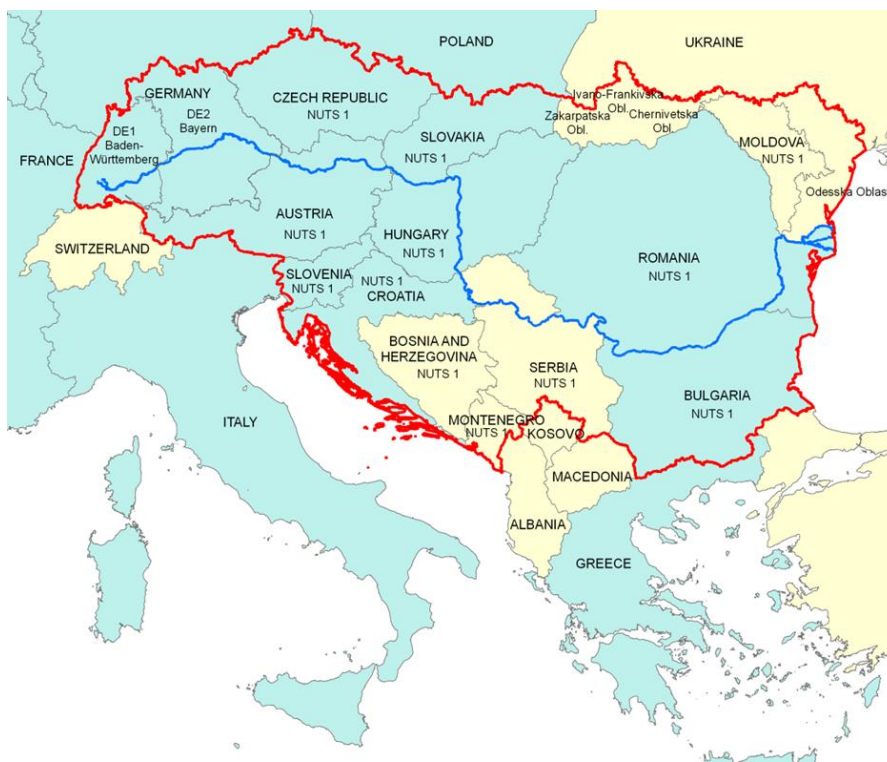 POLAND
UKRAINE
GERMANY
CZECH REPUBLIC
NUTS 1
Ivano-Frankivska
Obl.
Zakarpatska
Obl.
Chernivetska
Obl.
DE2
Bayern
DE1
Baden-
Württemberg
SLOVAKIA
NUTS 1
MOLDOVA
NUTS 1
FRANCE
Odesska Oblas
AUSTRIA
NUTS 1
HUNGARY
NUTS 1
SWITZERLAND
ROMANIA
NUTS 1
SLOVENIA
NUTS 1
NUTS 1
CROATIA
BOSNIA AND
HERZEGOVINA
NUTS 1
SERBIA
NUTS 1
BULGARIA
NUTS 1
ITALY
MONTENEGRO
NUTS 1
KOSOVO
MACEDONIA
ALBANIA
GREECE